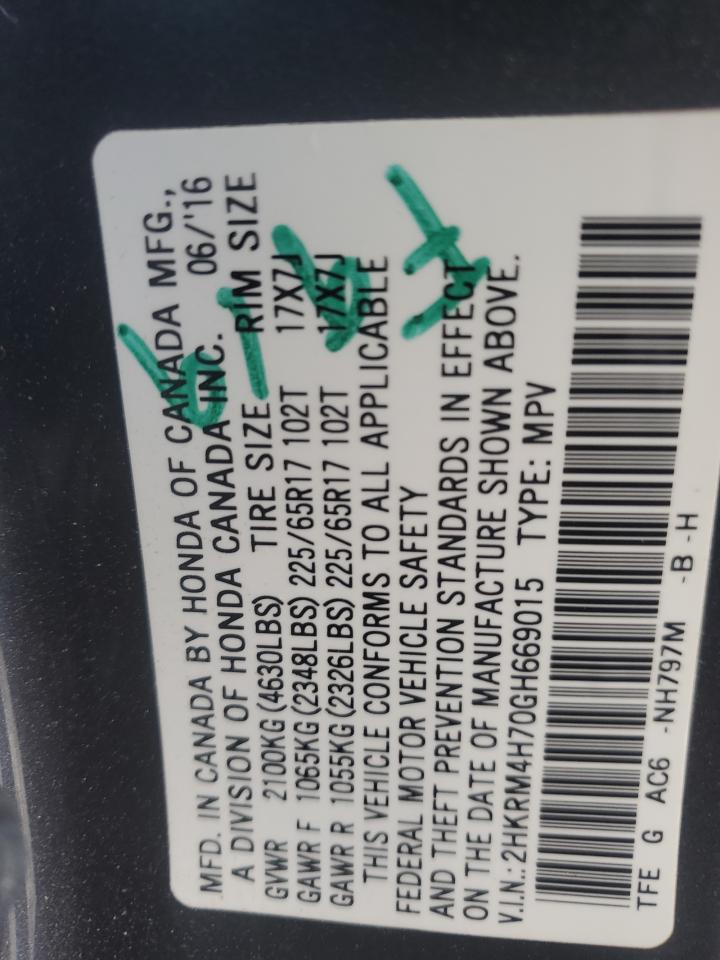 MFD. IN CANADA BY HONDA OF CANADA MFG.,
A DIVISION OF HONDA CANADA INC. 06/'16
GVWR 2100KG(4630LBS) TIRE SIZE RIM SIZE
GAWR F 1065KG(2348LBS) 225/65R17 102T 17X7J
GAWR R 1055KG(2326LBS) 225/65R17 102T 17X7J
THIS VEHICLE CONFORMS TO ALL APPLICABLE
FEDERAL MOTOR VEHICLE SAFETY
AND THEFT PREVENTION STANDARDS IN EFFECT
ON THE DATE OF MANUFACTURE SHOWN ABOVE.
V.I.N.:2HKRM4H70GH669015 TYPE: MPV
TFE G AC6 -NH797M -B -H